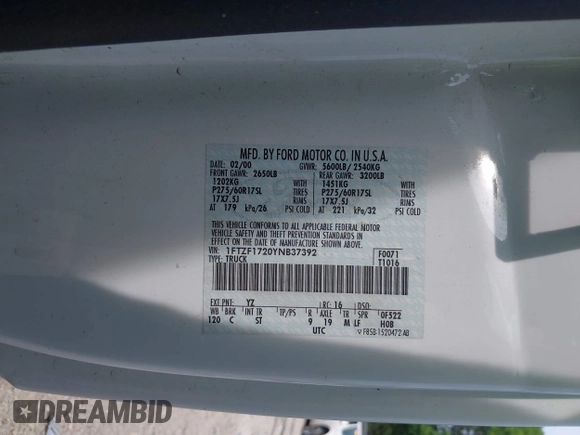 MFD. BY FORD MOTOR CO. IN U.S.A.
DATE: 02/00 GVWR: 5600LB/ 2540KG
FRONT GAWR: 2650LB REAR GAWR: 3200LB
1202KG WITH 1451KG WITH
P275/60R17SL TIRES P275/60R17SL TIRES
17X7.5J RIMS 17X7.5J RIMS
AT 179 kPa/26 PSI COLD AT 221 kPa/32 PSI COLD
THIS VEHICLE CONFORMS TO ALL APPLICABLE FEDERAL MOTOR
VEHICLE SAFETY AND THEFT PREVENTION STANDARDS IN
EFFECT ON THE DATE OF MANUFACTURE SHOWN ABOVE.
VIN: 1FTZF1720YNB37392 F0071
TYPE: TRUCK T1016
EXT PNT: YZ RC: 16 DSO:
WB BRK INT TR TP/PS R AXLE TR SPR 0F522
120 C ST 9 19 M LF H0B
UTC F85B-1520472 AB
DREAMBID